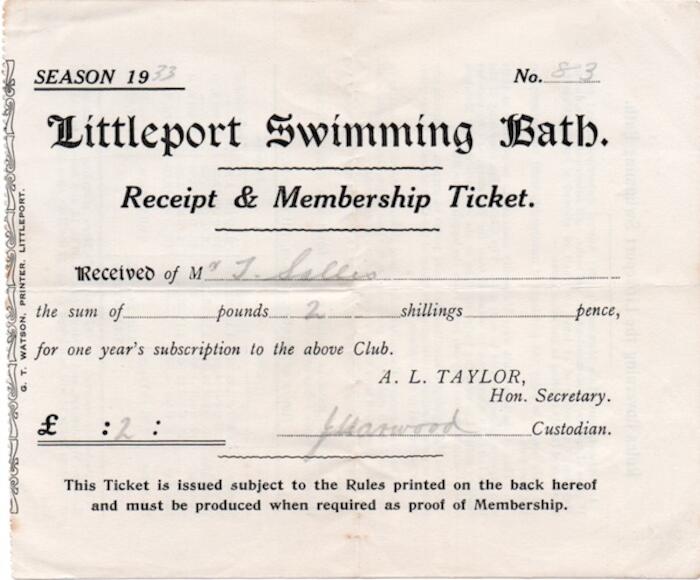 SEASON 1933 No. 83
Littleport Swimming Bath.
Receipt & Membership Ticket.
Received of Mr T. Sallis
the sum of pounds 2 shillings pence,
for one year's subscription to the above Club.
A. L. TAYLOR,
Hon. Secretary.
£ : 2 :
J Harwood Custodian.
This Ticket is issued subject to the Rules printed on the back hereof
and must be produced when required as proof of Membership.
G. T. WATSON, PRINTER, LITTLEPORT.